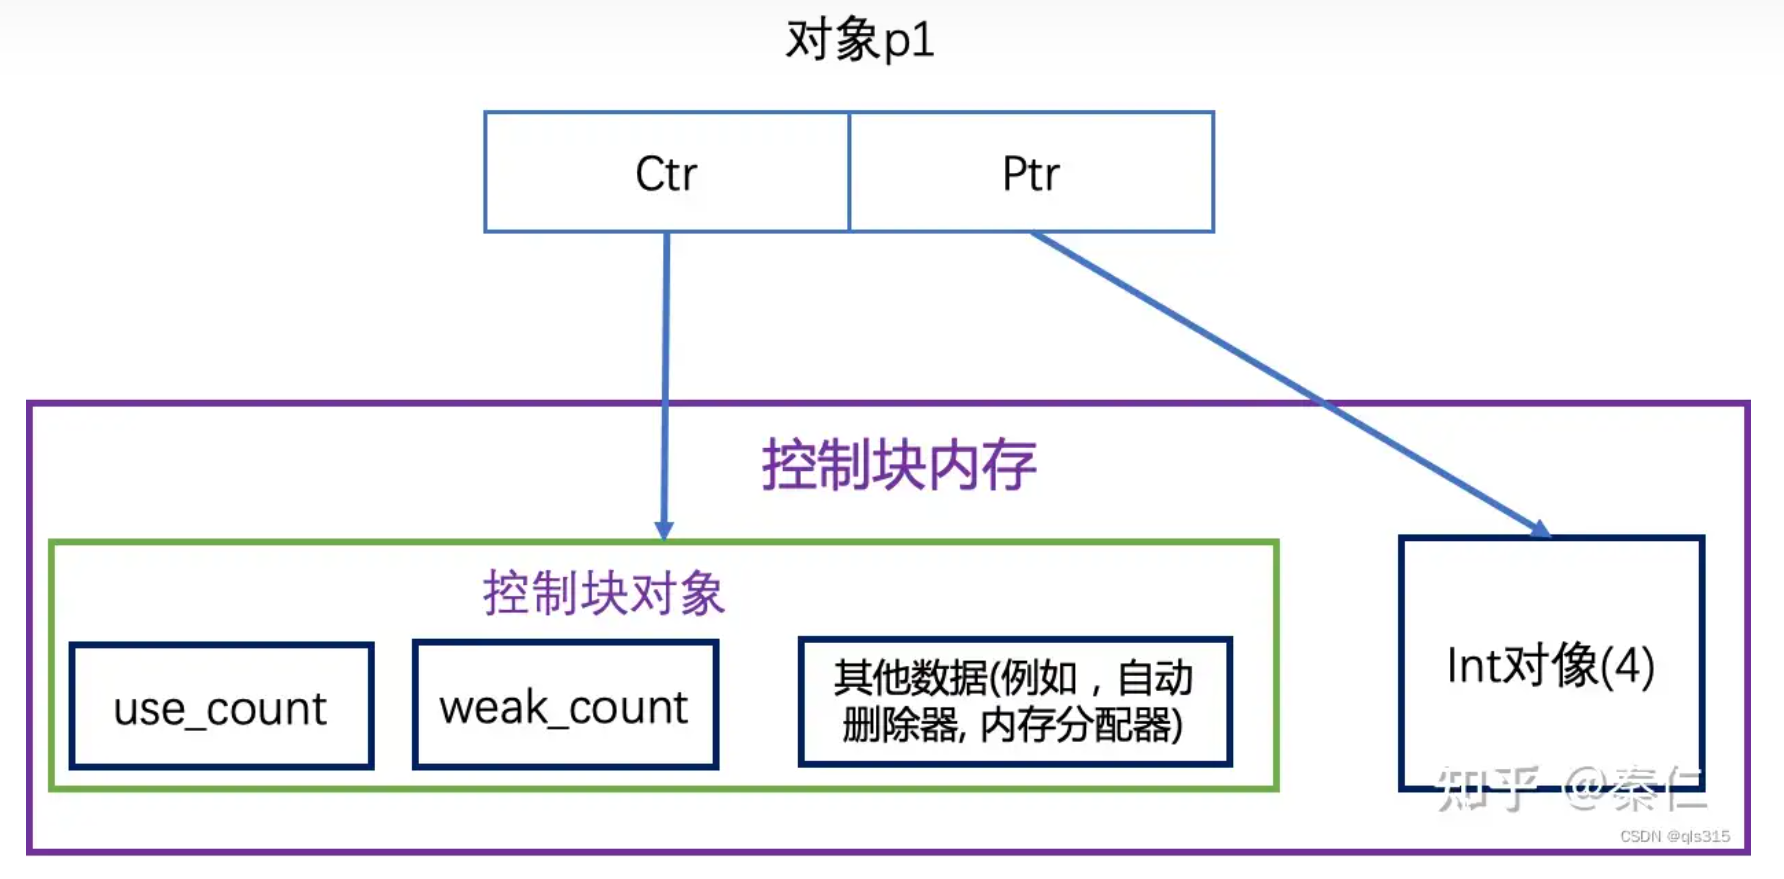 对象p1
Ctr
Ptr
控制块内存
控制块对象
use_count
weak_count
其他数据(例如，自动
删除器, 内存分配器)
Int对像(4)
知乎 @秦仁
CSDN @qls315